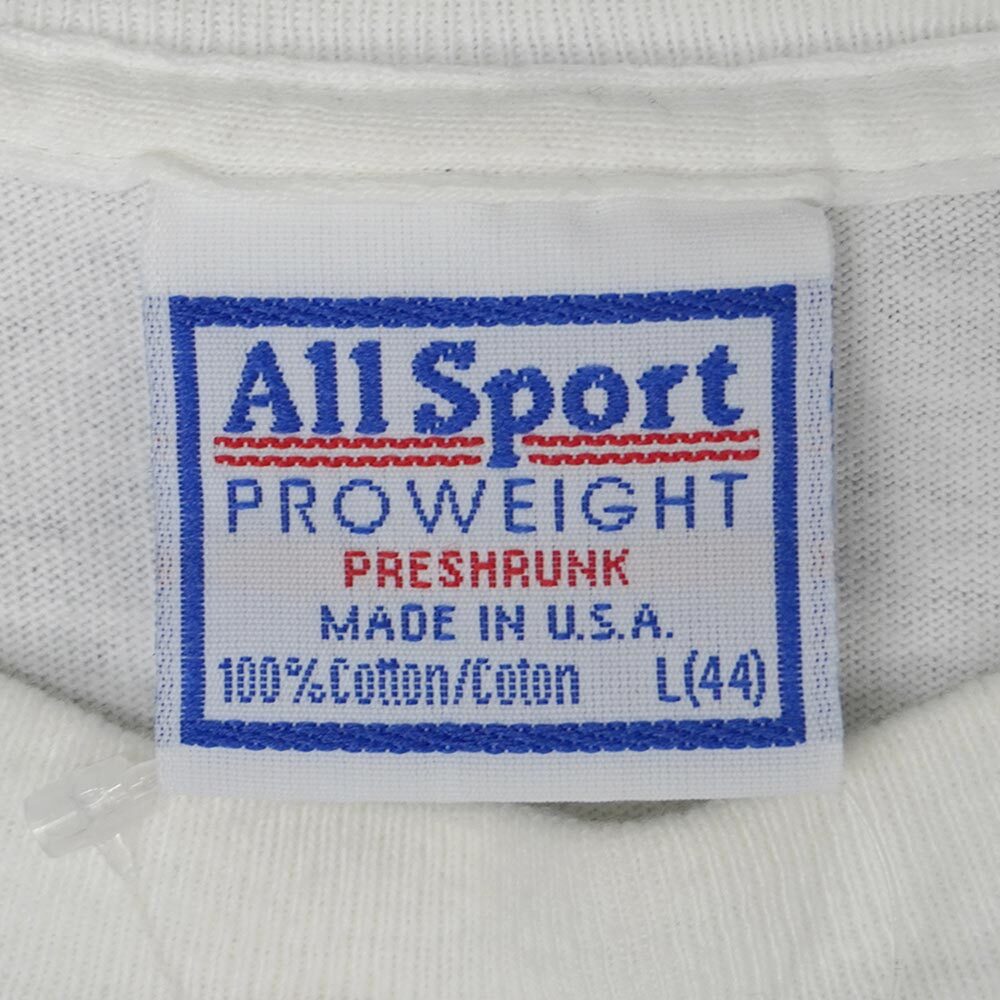 All Sport
PROWEIGHT
PRESHRUNK
MADE IN U.S.A.
100% Cotton/Coton L(44)